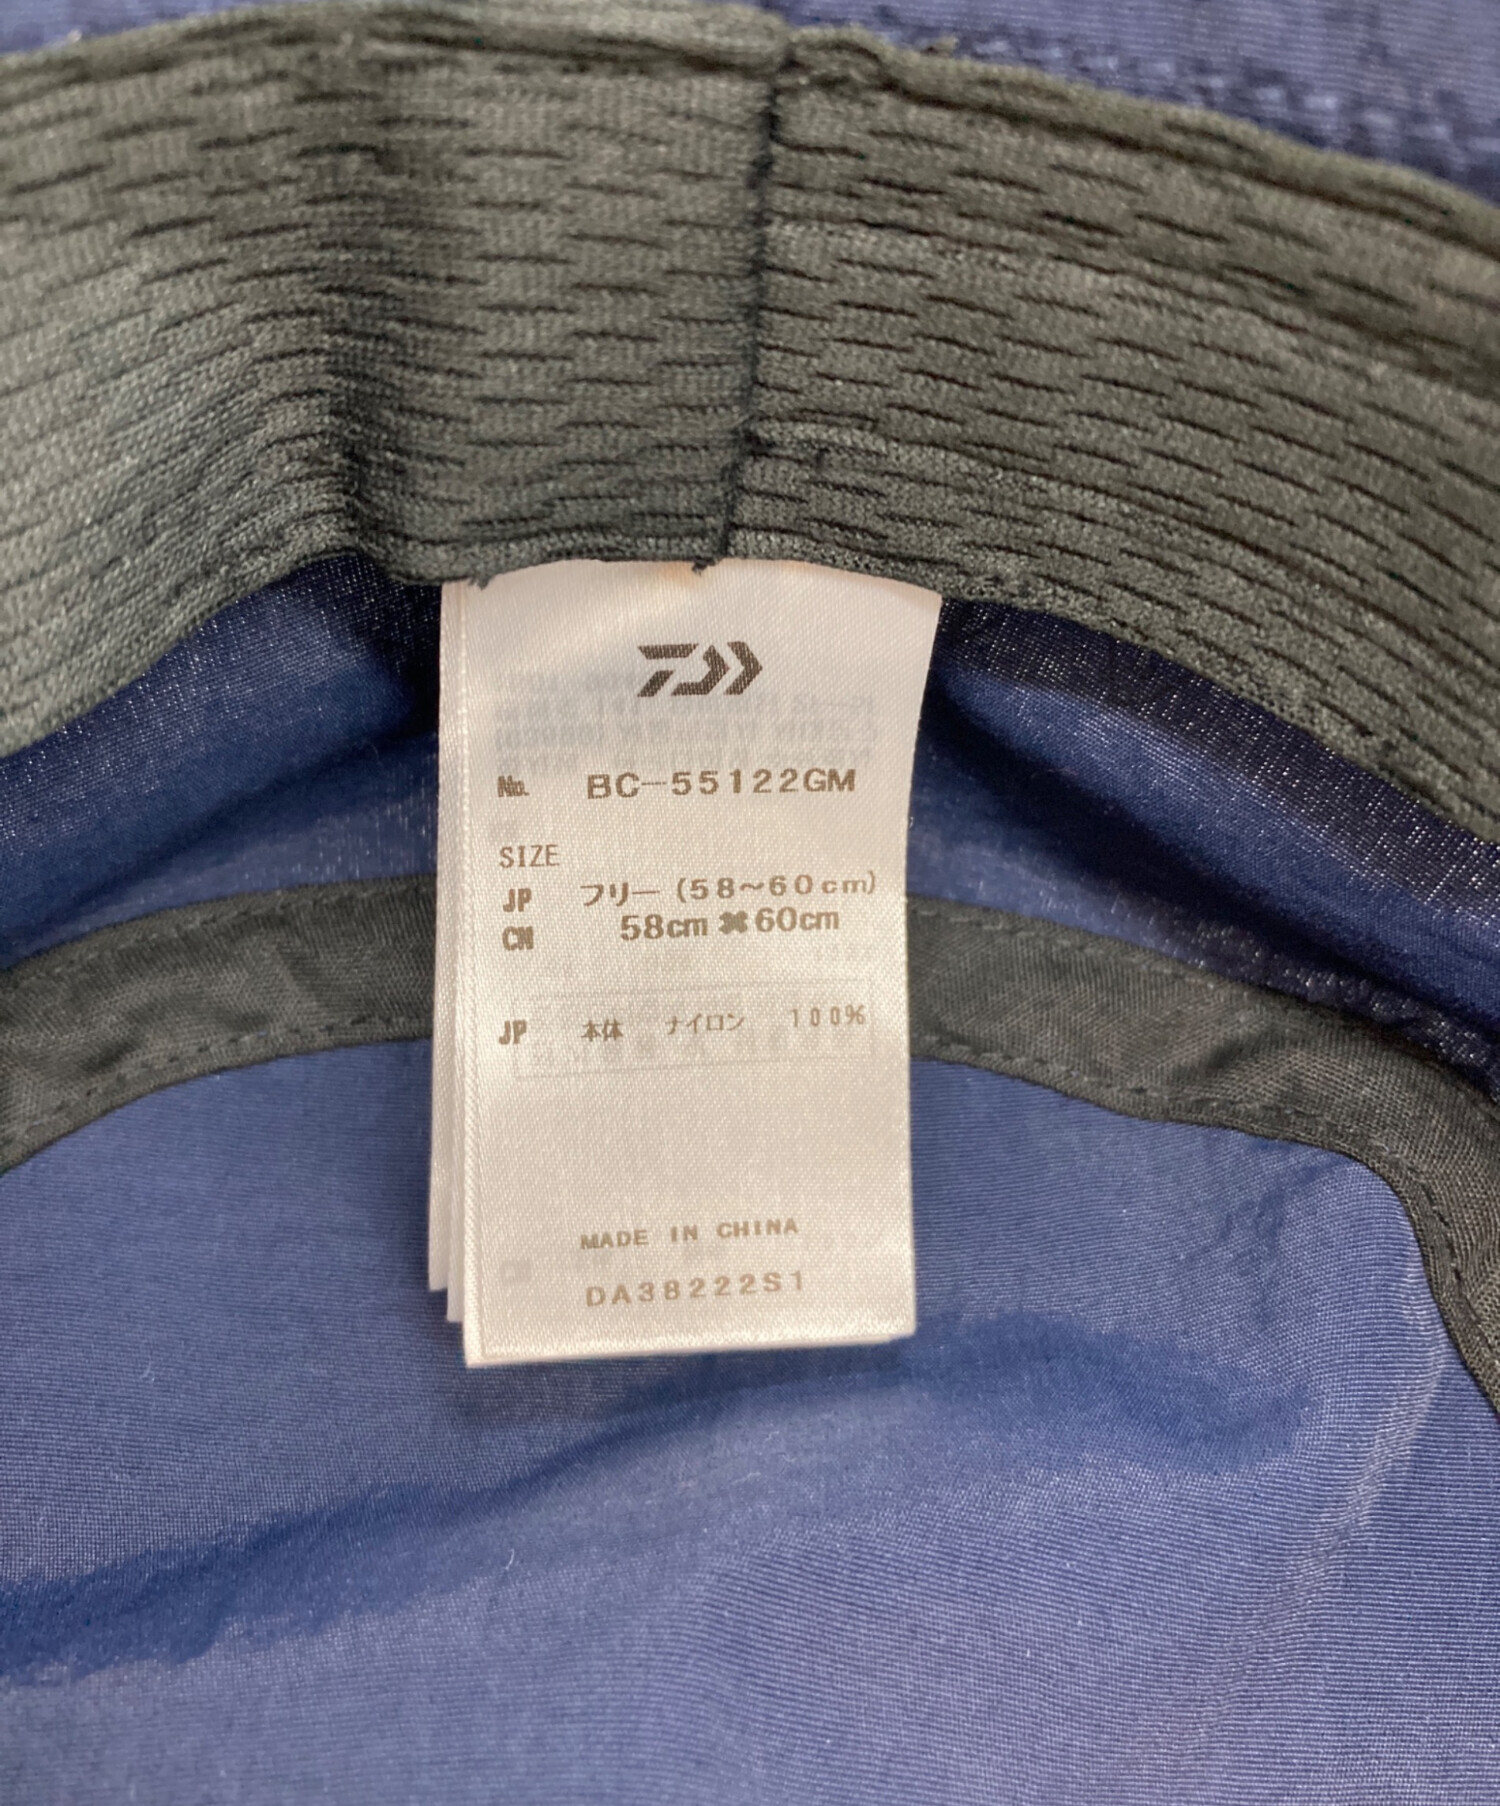 No. BC-55122GM
SIZE
JP フリー(58~60cm)
CN 58cm✖60cm
JP 本体 ナイロン 100%
MADE IN CHINA
DA38222S1